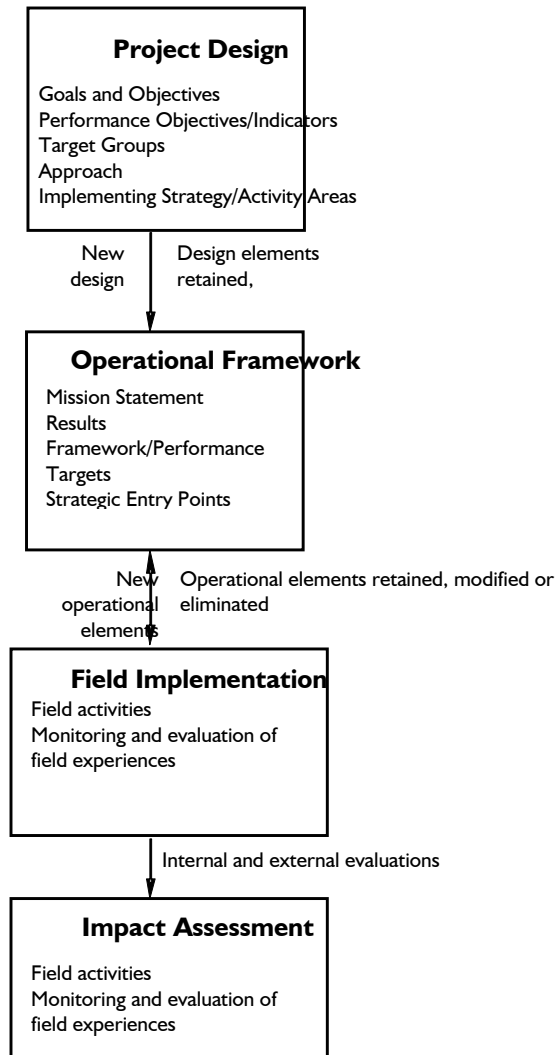 Project Design
Goals and Objectives
Performance Objectives/Indicators
Target Groups
Approach
Implementing Strategy/Activity Areas
New
design
Design elements
retained,
Operational Framework
Mission Statement
Results
Framework/Performance
Targets
Strategic Entry Points
New
operational
elements
Operational elements retained, modified or
eliminated
Field Implementation
Field activities
Monitoring and evaluation of
field experiences
Internal and external evaluations
Impact Assessment
Field activities
Monitoring and evaluation of
field experiences